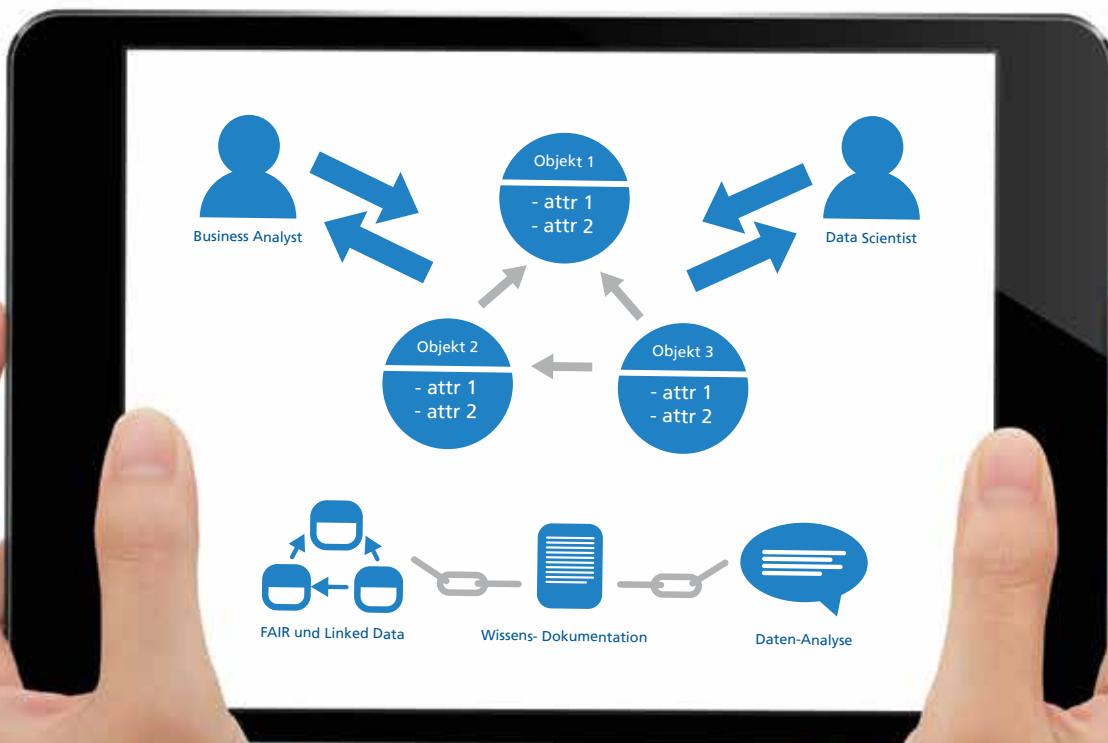 Objekt 1
- attr 1
- attr 2
Business Analyst
Data Scientist
Objekt 2
- attr 1
- attr 2
Objekt 3
- attr 1
- attr 2
FAIR und Linked Data
Wissens- Dokumentation
Daten-Analyse